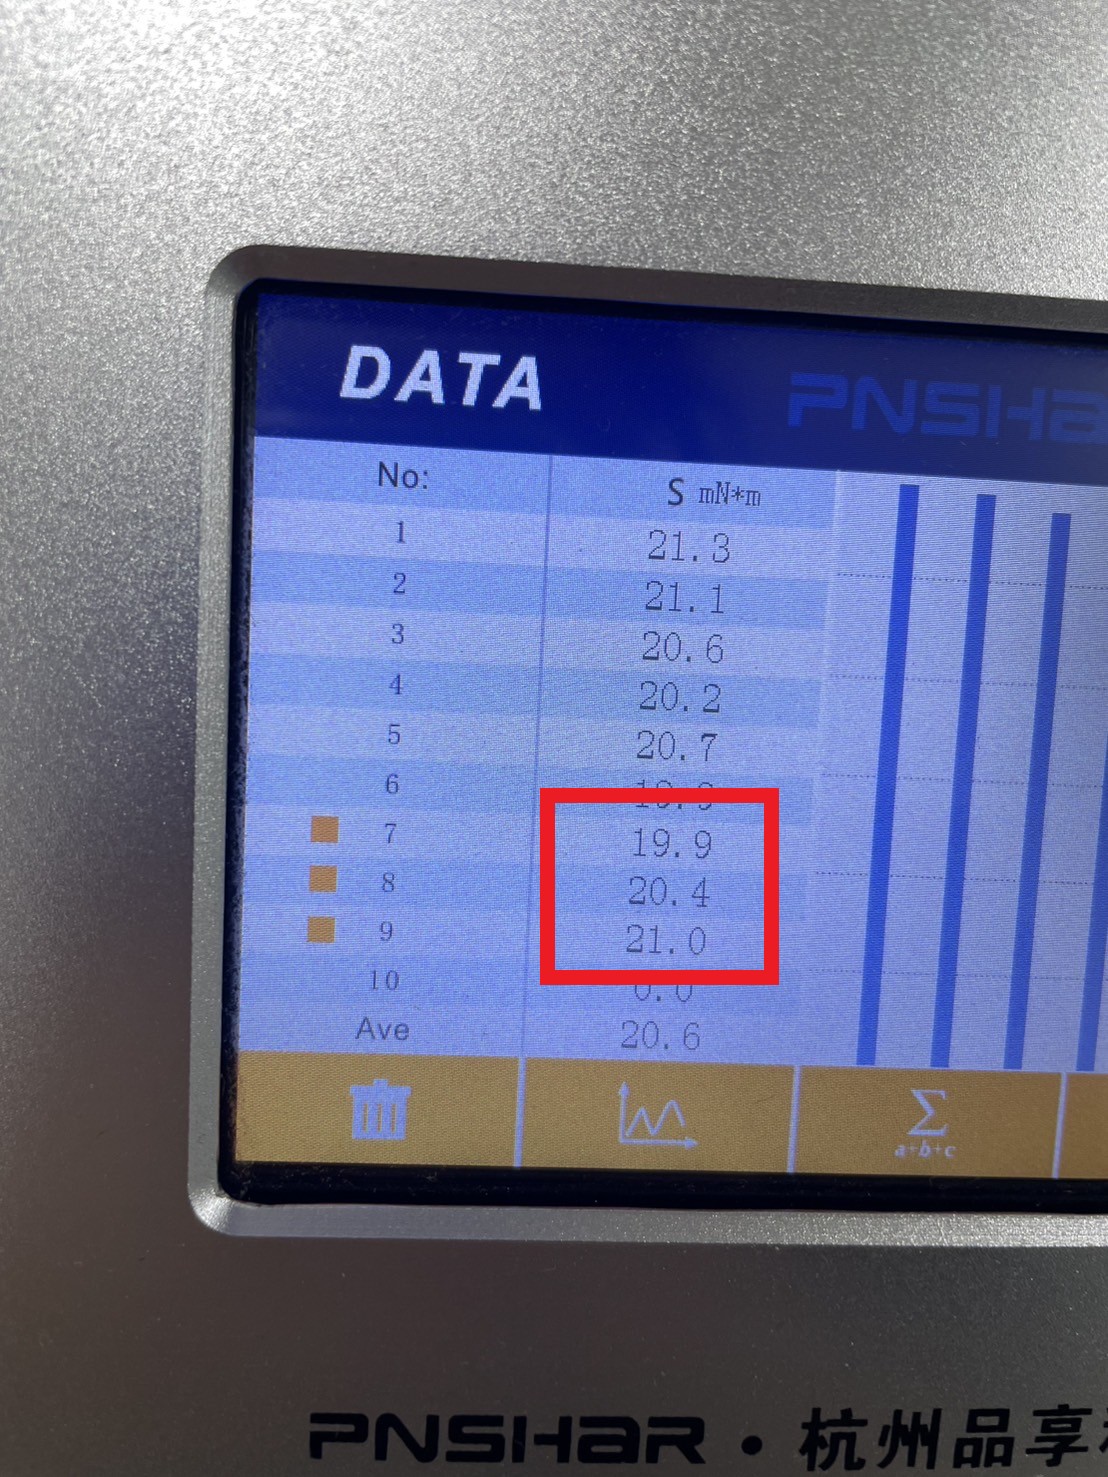 DATA
PNSHar
No: S mN*m
1 21.3
2 21.1
3 20.6
4 20.2
5 20.7
6
7 19.9
8 20.4
9 21.0
10 0.0
Ave 20.6
Σ
a+b+c
PNSHar · 杭州品享